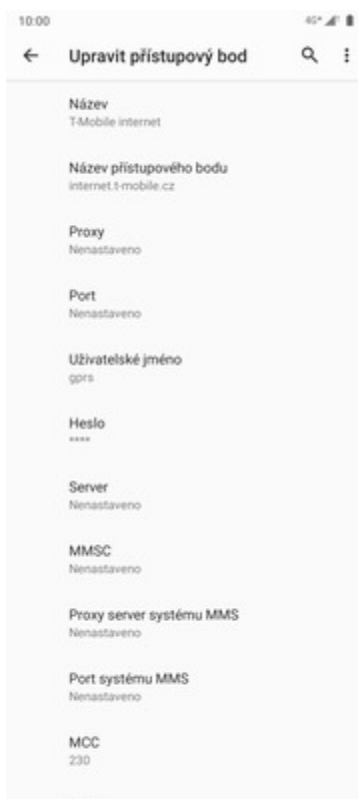 10:00
4G+
Upravit přístupový bod
Název
T-Mobile internet
Název přístupového bodu
internet.t-mobile.cz
Proxy
Nenastaveno
Port
Nenastaveno
Uživatelské jméno
gprs
Heslo
****
Server
Nenastaveno
MMSC
Nenastaveno
Proxy server systému MMS
Nenastaveno
Port systému MMS
Nenastaveno
MCC
230